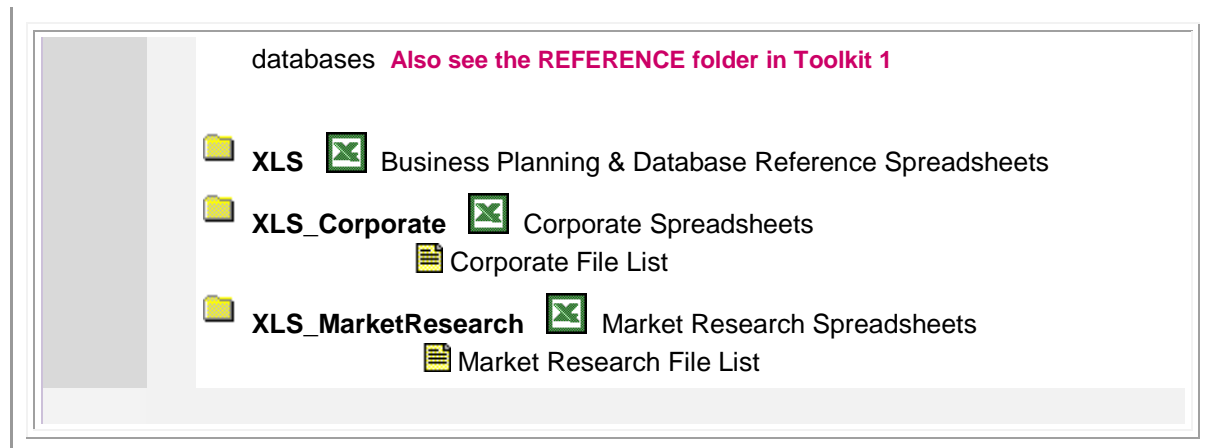 databases Also see the REFERENCE folder in Toolkit 1
XLS Business Planning & Database Reference Spreadsheets
XLS_Corporate Corporate Spreadsheets
Corporate File List
XLS_MarketResearch Market Research Spreadsheets
Market Research File List